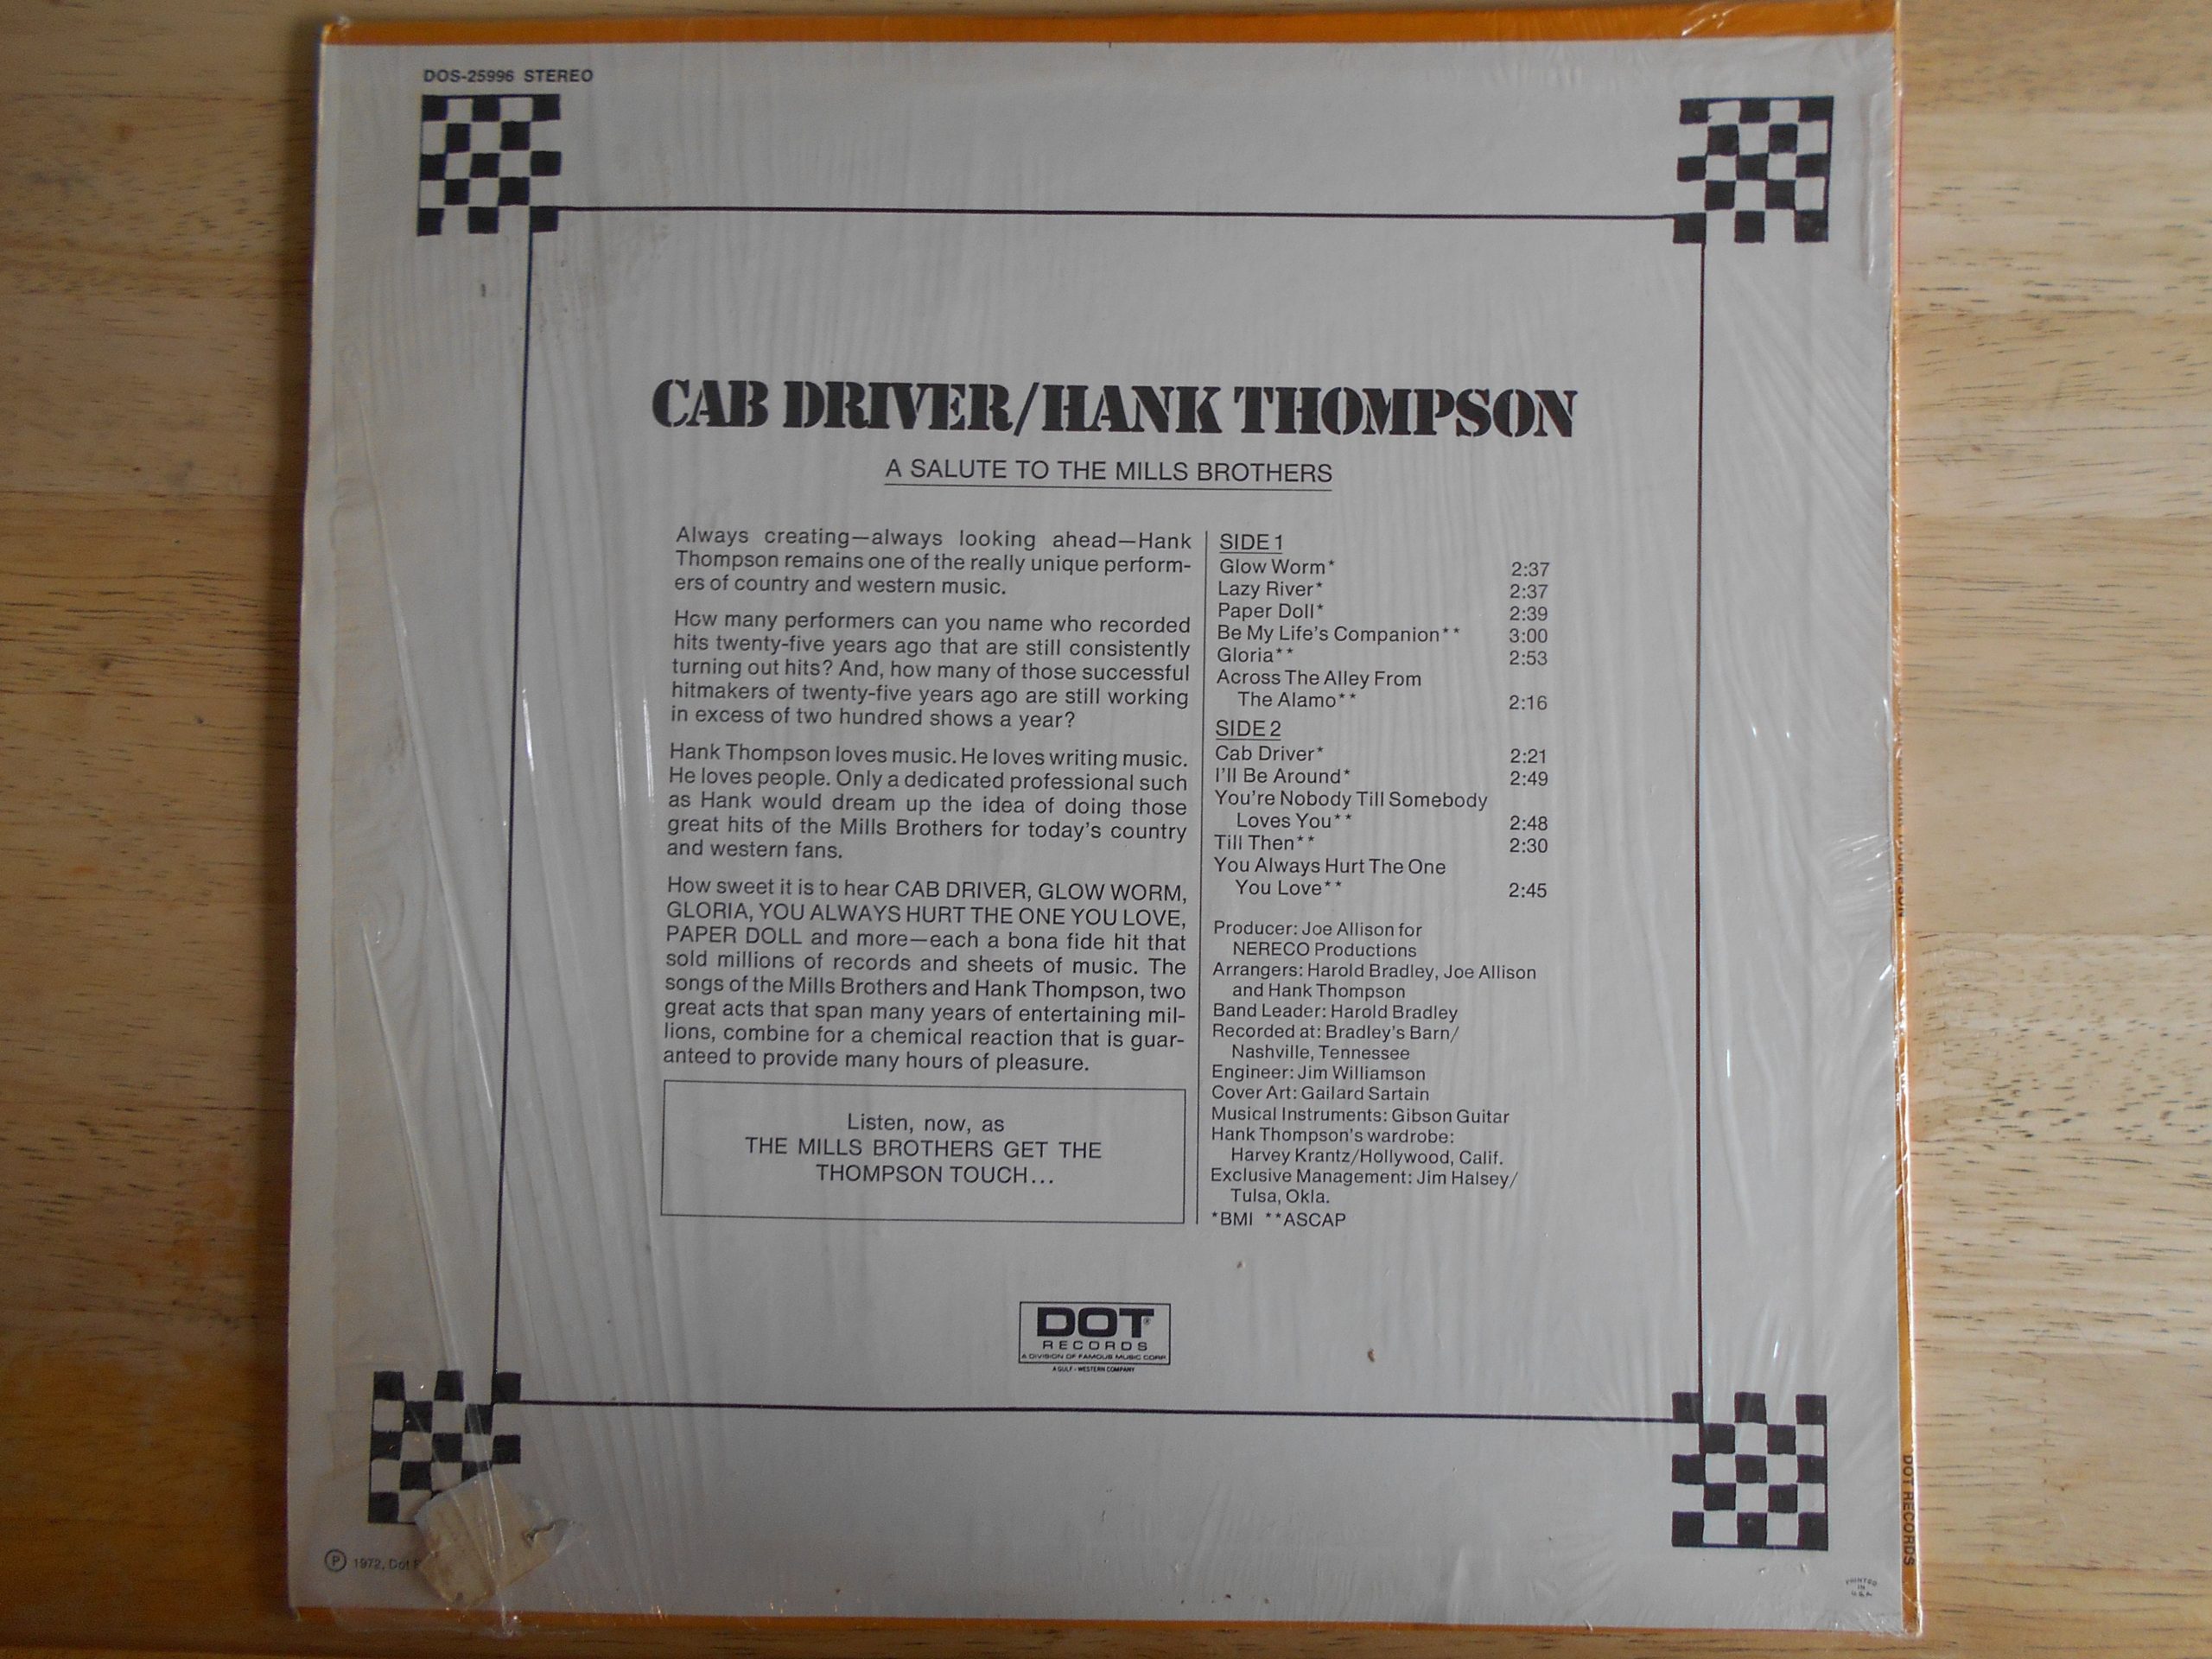 DOS-25996 STEREO
CAB DRIVER/HANK THOMPSON
A SALUTE TO THE MILLS BROTHERS
Always creating—always looking ahead—Hank
Thompson remains one of the really unique perform-
ers of country and western music.
How many performers can you name who recorded
hits twenty-five years ago that are still consistently
turning out hits? And, how many of those successful
hitmakers of twenty-five years ago are still working
in excess of two hundred shows a year?
Hank Thompson loves music. He loves writing music.
He loves people. Only a dedicated professional such
as Hank would dream up the idea of doing those
great hits of the Mills Brothers for today's country
and western fans.
How sweet it is to hear CAB DRIVER, GLOW WORM,
GLORIA, YOU ALWAYS HURT THE ONE YOU LOVE,
PAPER DOLL and more—each a bona fide hit that
sold millions of records and sheets of music. The
songs of the Mills Brothers and Hank Thompson, two
great acts that span many years of entertaining mil-
lions, combine for a chemical reaction that is guar-
anteed to provide many hours of pleasure.
Listen, now, as
THE MILLS BROTHERS GET THE
THOMPSON TOUCH...
SIDE 1
Glow Worm* 2:37
Lazy River* 2:37
Paper Doll* 2:39
Be My Life's Companion** 3:00
Gloria** 2:53
Across The Alley From
The Alamo** 2:16
SIDE 2
Cab Driver* 2:21
I'll Be Around* 2:49
You're Nobody Till Somebody
Loves You** 2:48
Till Then** 2:30
You Always Hurt The One
You Love** 2:45
Producer: Joe Allison for
NERECO Productions
Arrangers: Harold Bradley, Joe Allison
and Hank Thompson
Band Leader: Harold Bradley
Recorded at: Bradley's Barn/
Nashville, Tennessee
Engineer: Jim Williamson
Cover Art: Gailard Sartain
Musical Instruments: Gibson Guitar
Hank Thompson's wardrobe:
Harvey Krantz/Hollywood, Calif.
Exclusive Management: Jim Halsey/
Tulsa, Okla.
*BMI **ASCAP
DOT®
RECORDS
A DIVISION OF FAMOUS MUSIC CORP.
A GULF + WESTERN COMPANY
Ⓟ 1972, Dot
DOT RECORDS
PRINTED
IN